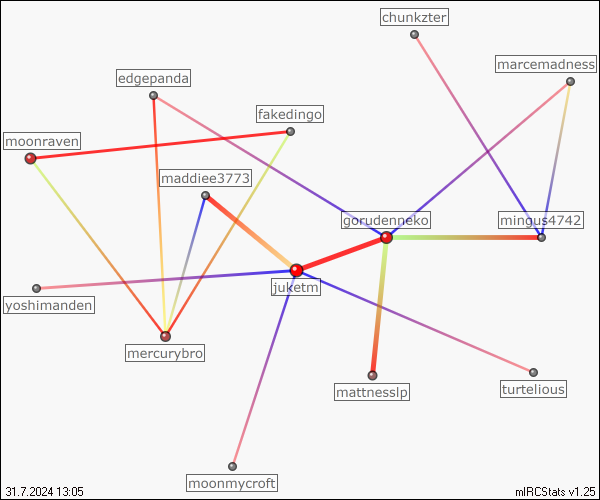 chunkzter
marcemadness
edgepanda
fakedingo
moonraven
maddiee3773
gorudenneko
mingus4742
juketm
yoshimanden
mercurybro
mattnesslp
turtelious
moonmycroft
31.7.2024 13:05
mIRCStats v1.25